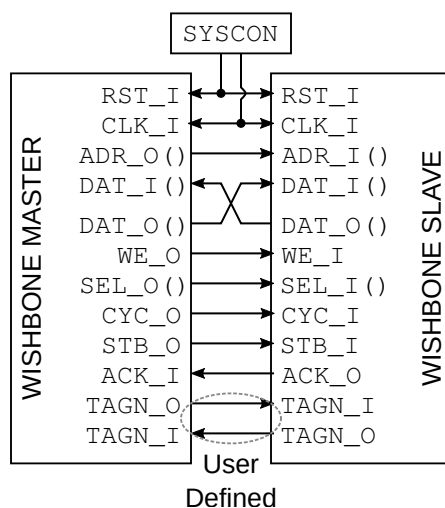 SYSCON
WISHBONE MASTER
RST_I
CLK_I
ADR_O()
DAT_I()
DAT_O()
WE_O
SEL_O()
CYC_O
STB_O
ACK_I
TAGN_O
TAGN_I
RST_I
CLK_I
ADR_I()
DAT_I()
DAT_O()
WE_I
SEL_I()
CYC_I
STB_I
ACK_O
TAGN_I
TAGN_O
WISHBONE SLAVE
User
Defined